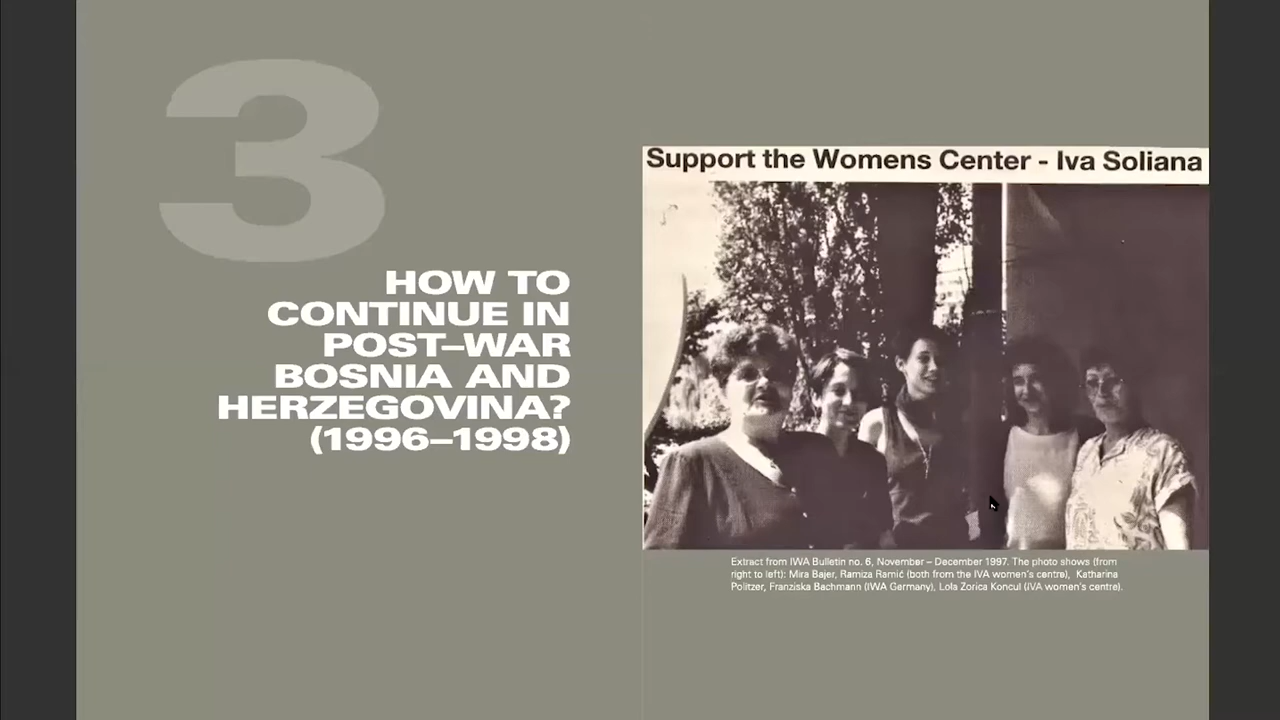 3
HOW TO
CONTINUE IN
POST–WAR
BOSNIA AND
HERZEGOVINA?
(1996–1998)
Support the Womens Center - Iva Soliana
Extract from IWA Bulletin no. 6, November – December 1997. The photo shows (from
right to left): Mira Bajer, Ramiza Ramić (both from the IVA women's centre), Katharina
Politzer, Franziska Bachmann (IWA Germany), Lola Zorica Koncul (IVA women's centre).